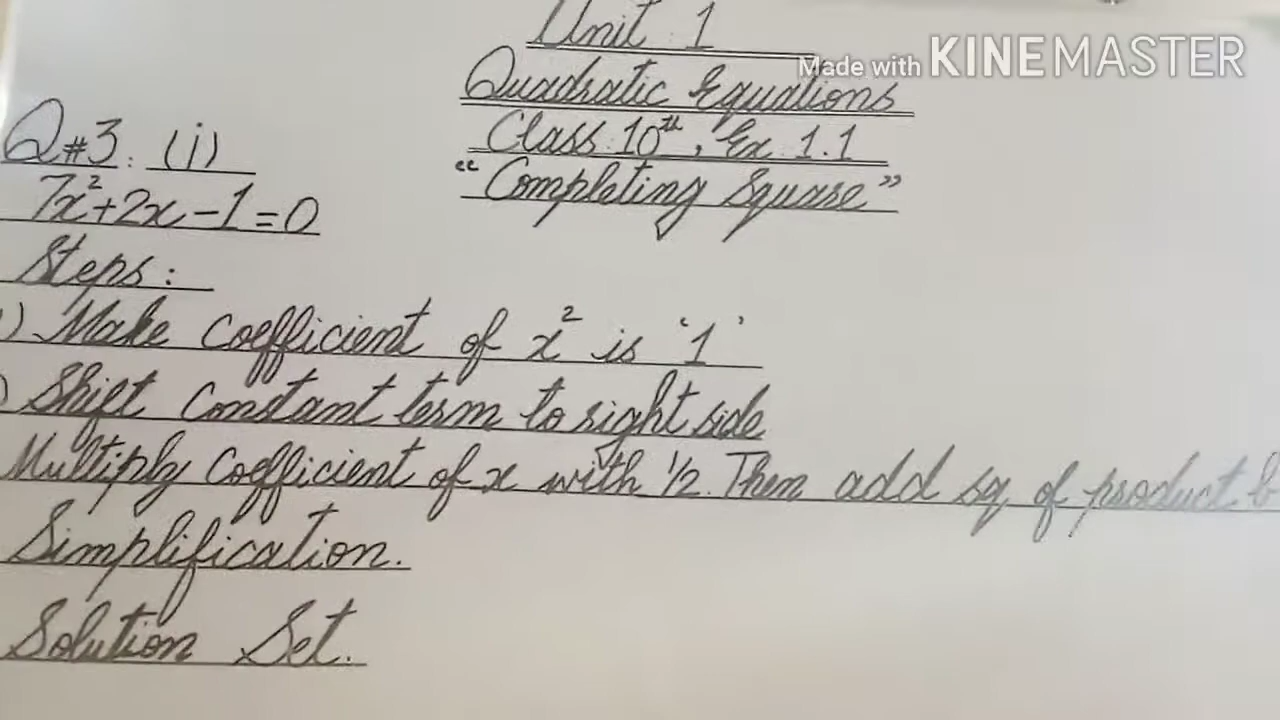 Unit 1
Made with KINEMASTER
Quadratic Equations
Class 10th, Ex 1.1
"Completing Square"
Q#3: (i)
7x²+2x-1=0
Steps:
) Make Coefficient of x² is '1'
) Shift Constant term to right side
Multiply Coefficient of x with 1/2. Then add sq of product b
Simplification.
Solution Set.